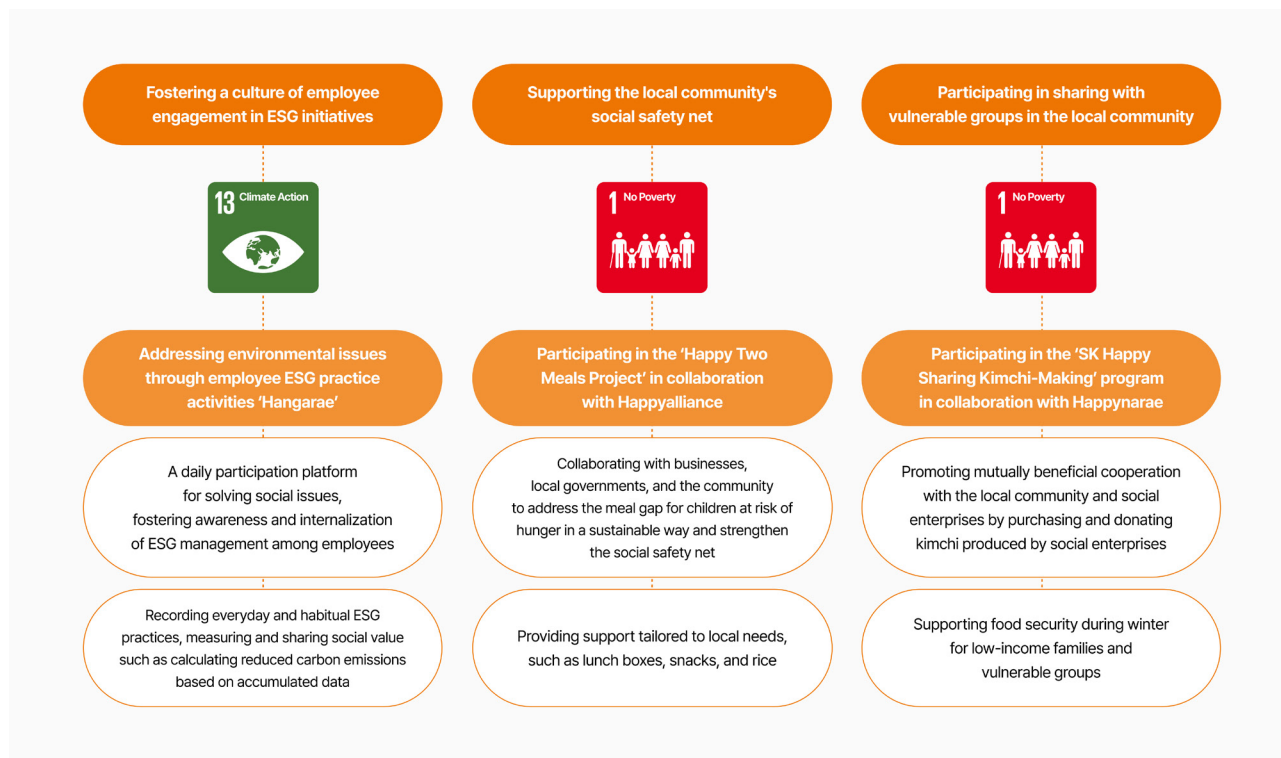 Fostering a culture of employee
engagement in ESG initiatives
13 Climate Action
Addressing environmental issues
through employee ESG practice
activities ‘Hangarae’
A daily participation platform
for solving social issues,
fostering awareness and internalization
of ESG management among employees
Recording everyday and habitual ESG
practices, measuring and sharing social value
such as calculating reduced carbon emissions
based on accumulated data
Supporting the local community's
social safety net
1 No Poverty
Participating in the ‘Happy Two
Meals Project’ in collaboration
with Happyalliance
Collaborating with businesses,
local governments, and the community
to address the meal gap for children at risk of
hunger in a sustainable way and strengthen
the social safety net
Providing support tailored to local needs,
such as lunch boxes, snacks, and rice
Participating in sharing with
vulnerable groups in the local community
1 No Poverty
Participating in the ‘SK Happy
Sharing Kimchi-Making’ program
in collaboration with Happynarae
Promoting mutually beneficial cooperation
with the local community and social
enterprises by purchasing and donating
kimchi produced by social enterprises
Supporting food security during winter
for low-income families and
vulnerable groups